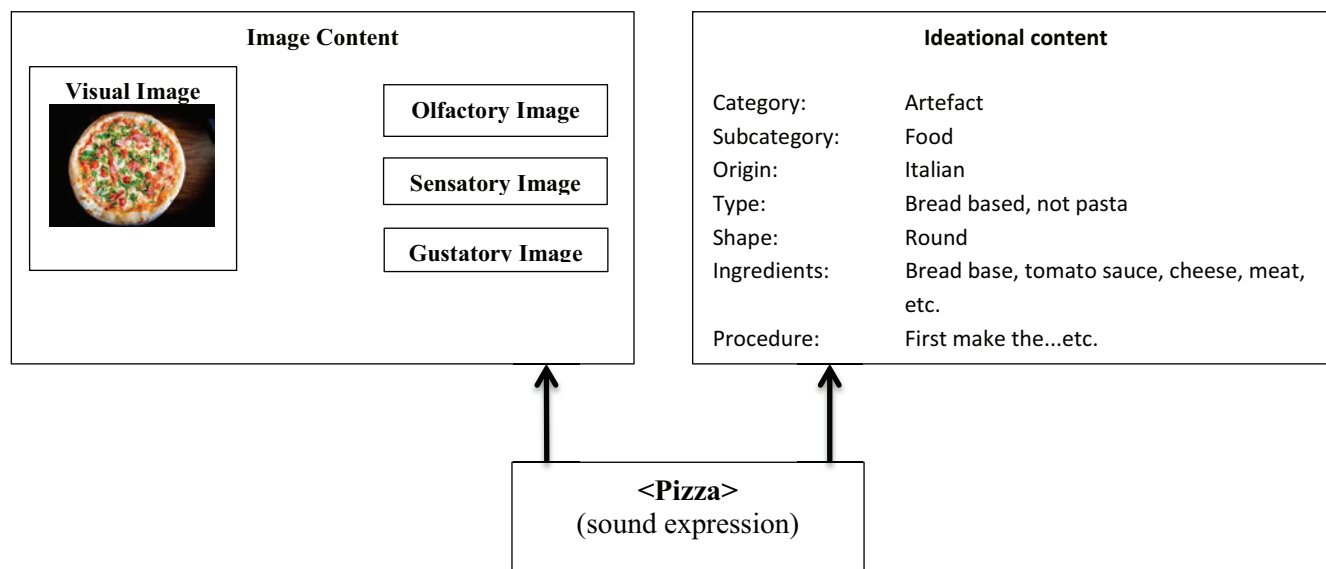 Image Content
Visual Image
Olfactory Image
Sensatory Image
Gustatory Image
Ideational content
Category: Artefact
Subcategory: Food
Origin: Italian
Type: Bread based, not pasta
Shape: Round
Ingredients: Bread base, tomato sauce, cheese, meat,
etc.
Procedure: First make the...etc.
<Pizza>
(sound expression)